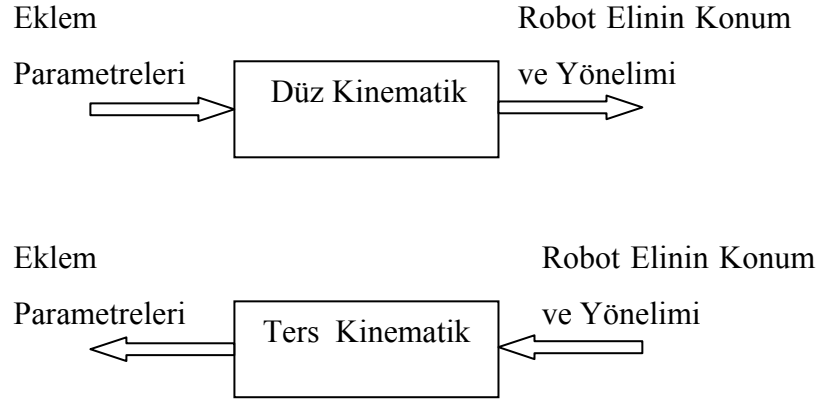 Eklem
Parametreleri
Düz Kinematik
Robot Elinin Konum
ve Yönelimi
Eklem
Parametreleri
Ters Kinematik
Robot Elinin Konum
ve Yönelimi